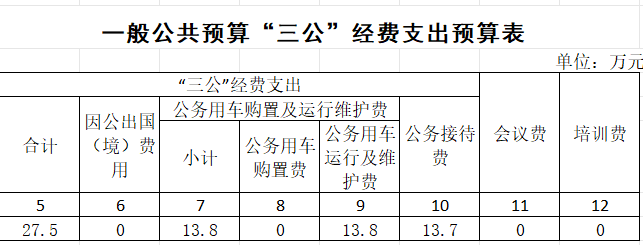 一般公共预算“三公”经费支出预算表
单位：万元
“三公”经费支出
合计
因公出国
（境）费
用
公务用车购置及运行维护费
小计
公务用车
购置费
公务用车
运行及维
护费
公务接待
费
会议费
培训费
5 6 7 8 9 10 11 12
27.5 0 13.8 0 13.8 13.7 0 0